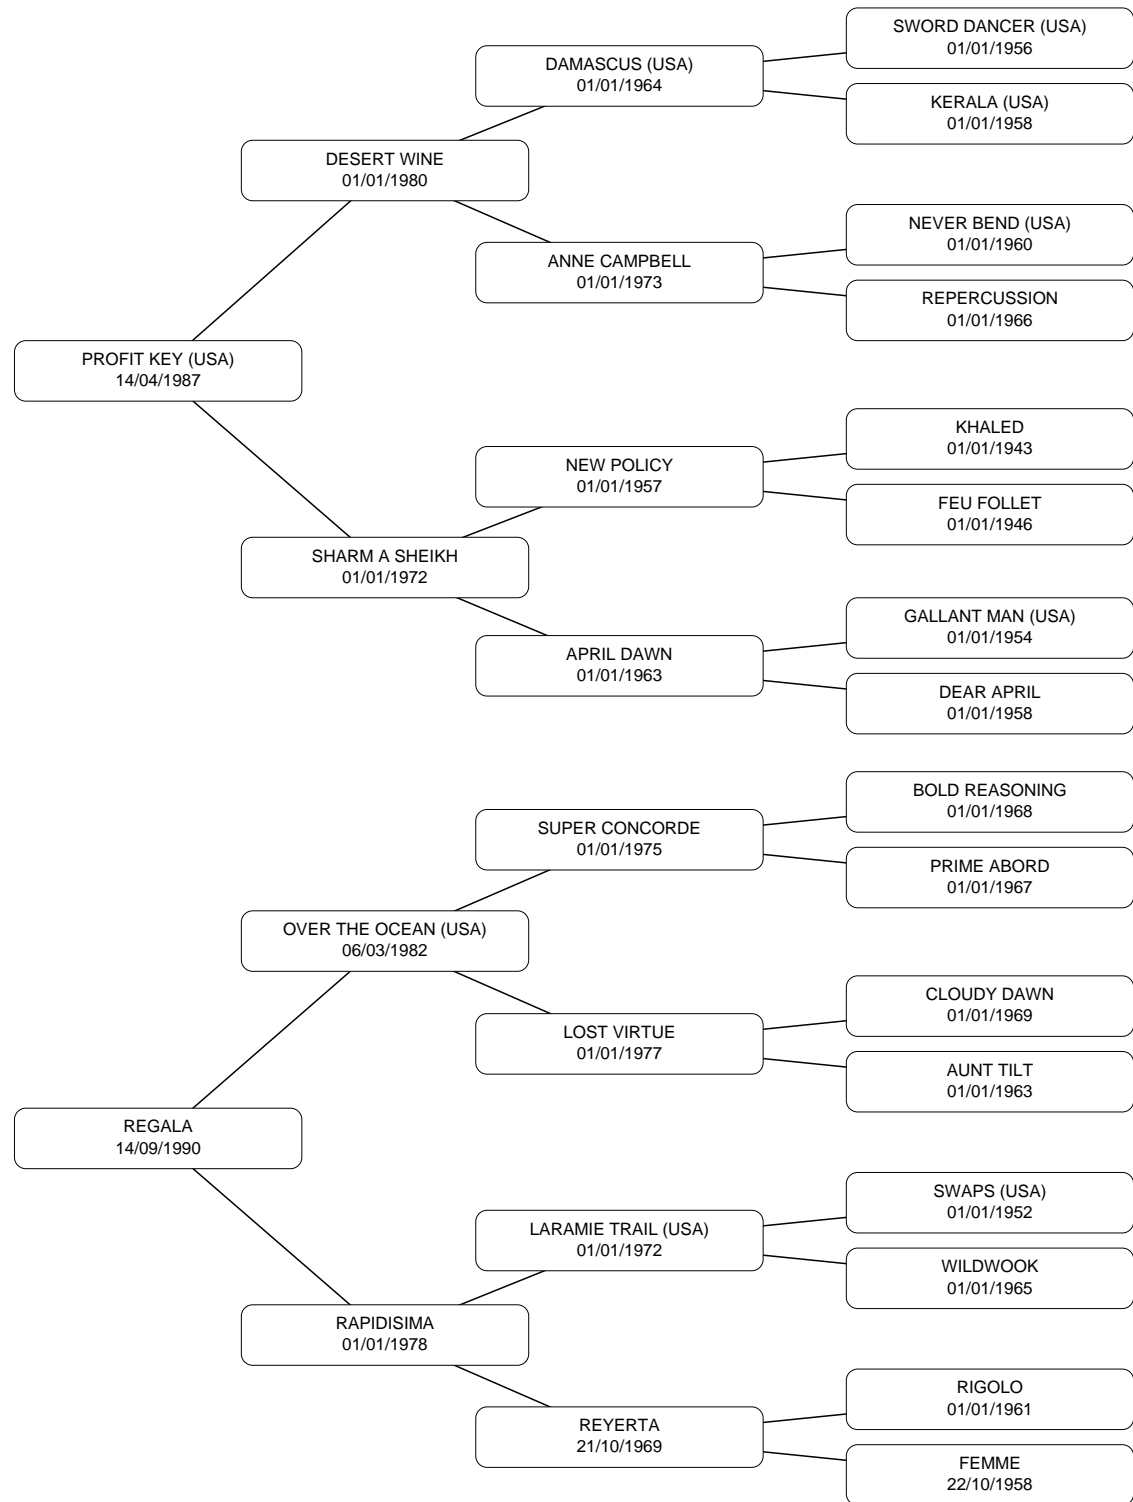 SWORD DANCER (USA)
01/01/1956
DAMASCUS (USA)
01/01/1964
KERALA (USA)
01/01/1958
DESERT WINE
01/01/1980
NEVER BEND (USA)
01/01/1960
ANNE CAMPBELL
01/01/1973
REPERCUSSION
01/01/1966
PROFIT KEY (USA)
14/04/1987
KHALED
01/01/1943
NEW POLICY
01/01/1957
FEU FOLLET
01/01/1946
SHARM A SHEIKH
01/01/1972
GALLANT MAN (USA)
01/01/1954
APRIL DAWN
01/01/1963
DEAR APRIL
01/01/1958
BOLD REASONING
01/01/1968
SUPER CONCORDE
01/01/1975
PRIME ABORD
01/01/1967
OVER THE OCEAN (USA)
06/03/1982
CLOUDY DAWN
01/01/1969
LOST VIRTUE
01/01/1977
AUNT TILT
01/01/1963
REGALA
14/09/1990
SWAPS (USA)
01/01/1952
LARAMIE TRAIL (USA)
01/01/1972
WILDWOOK
01/01/1965
RAPIDISIMA
01/01/1978
RIGOLO
01/01/1961
REYERTA
21/10/1969
FEMME
22/10/1958